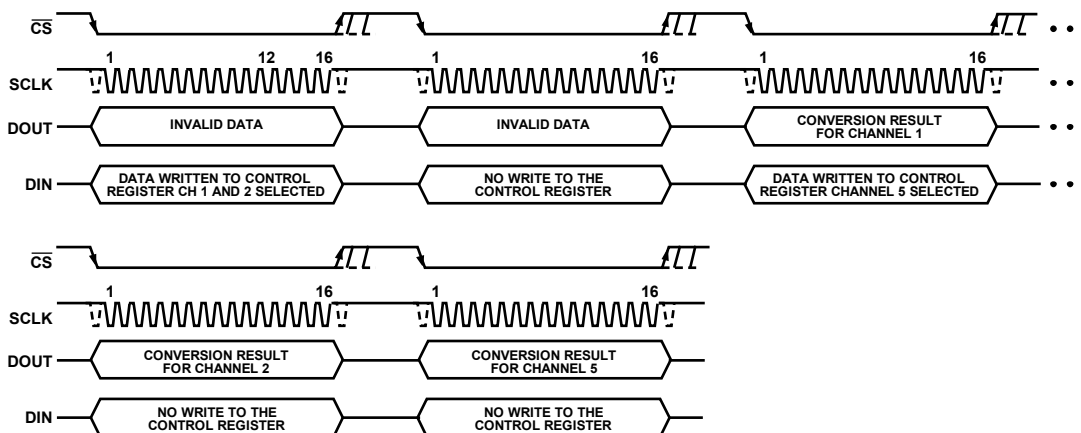 CS
1 12 16 1 16 1 16
SCLK
DOUT INVALID DATA INVALID DATA CONVERSION RESULT
FOR CHANNEL 1
DIN DATA WRITTEN TO CONTROL
REGISTER CH 1 AND 2 SELECTED NO WRITE TO THE
CONTROL REGISTER DATA WRITTEN TO CONTROL
REGISTER CHANNEL 5 SELECTED
CS
1 16 1 16
SCLK
DOUT CONVERSION RESULT
FOR CHANNEL 2 CONVERSION RESULT
FOR CHANNEL 5
DIN NO WRITE TO THE
CONTROL REGISTER NO WRITE TO THE
CONTROL REGISTER